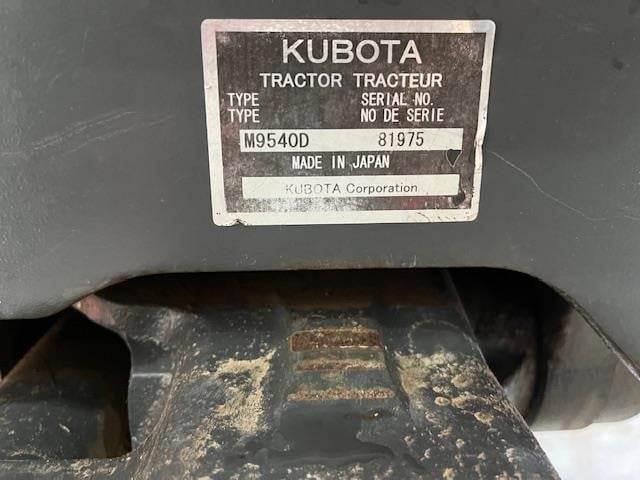 KUBOTA
TRACTOR TRACTEUR
TYPE SERIAL NO.
TYPE NO DE SERIE
M9540D 81975
MADE IN JAPAN
KUBOTA Corporation